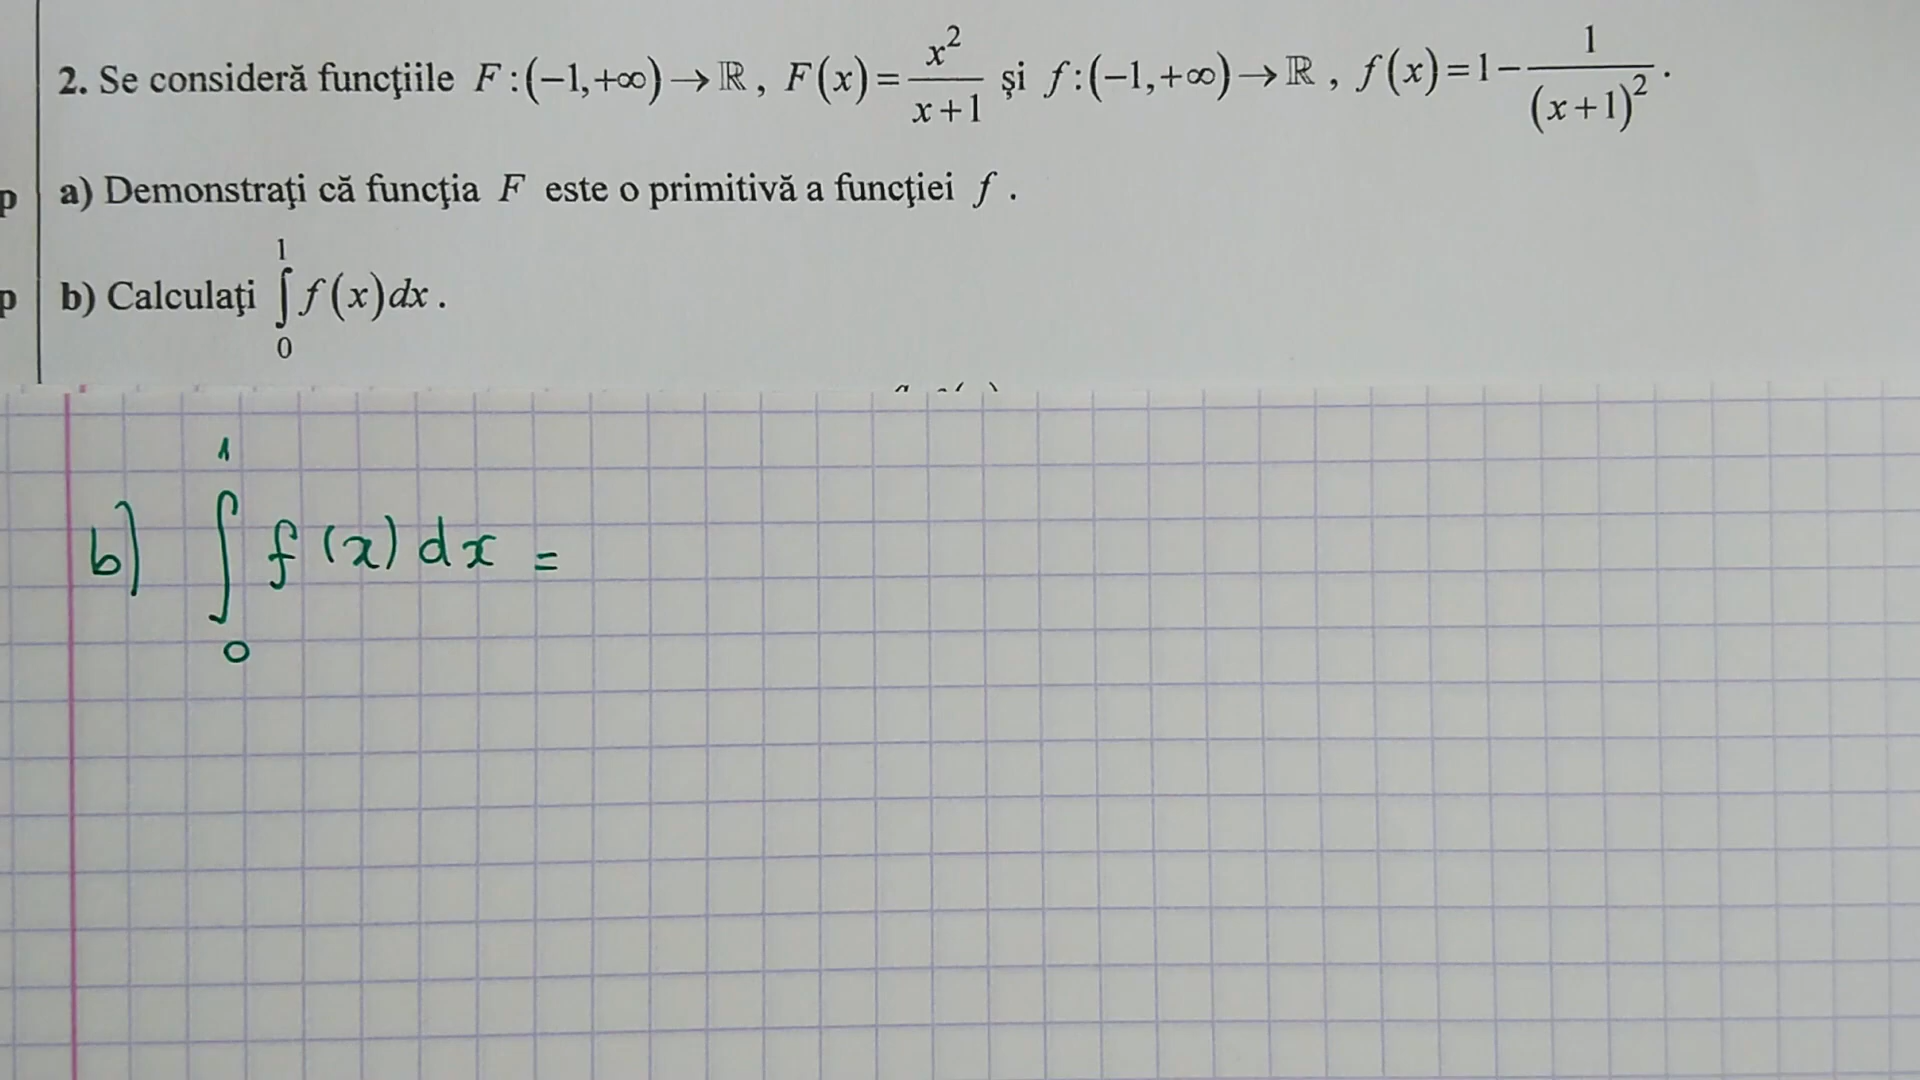 2. Se consideră funcţiile F:(−1,+∞)→ℝ, F(x)=x²/(x+1) şi f:(−1,+∞)→ℝ, f(x)=1−1/(x+1)².
p a) Demonstraţi că funcţia F este o primitivă a funcţiei f.
p b) Calculaţi ∫₀¹ f(x)dx.
b) ∫₀¹ f(x)dx =